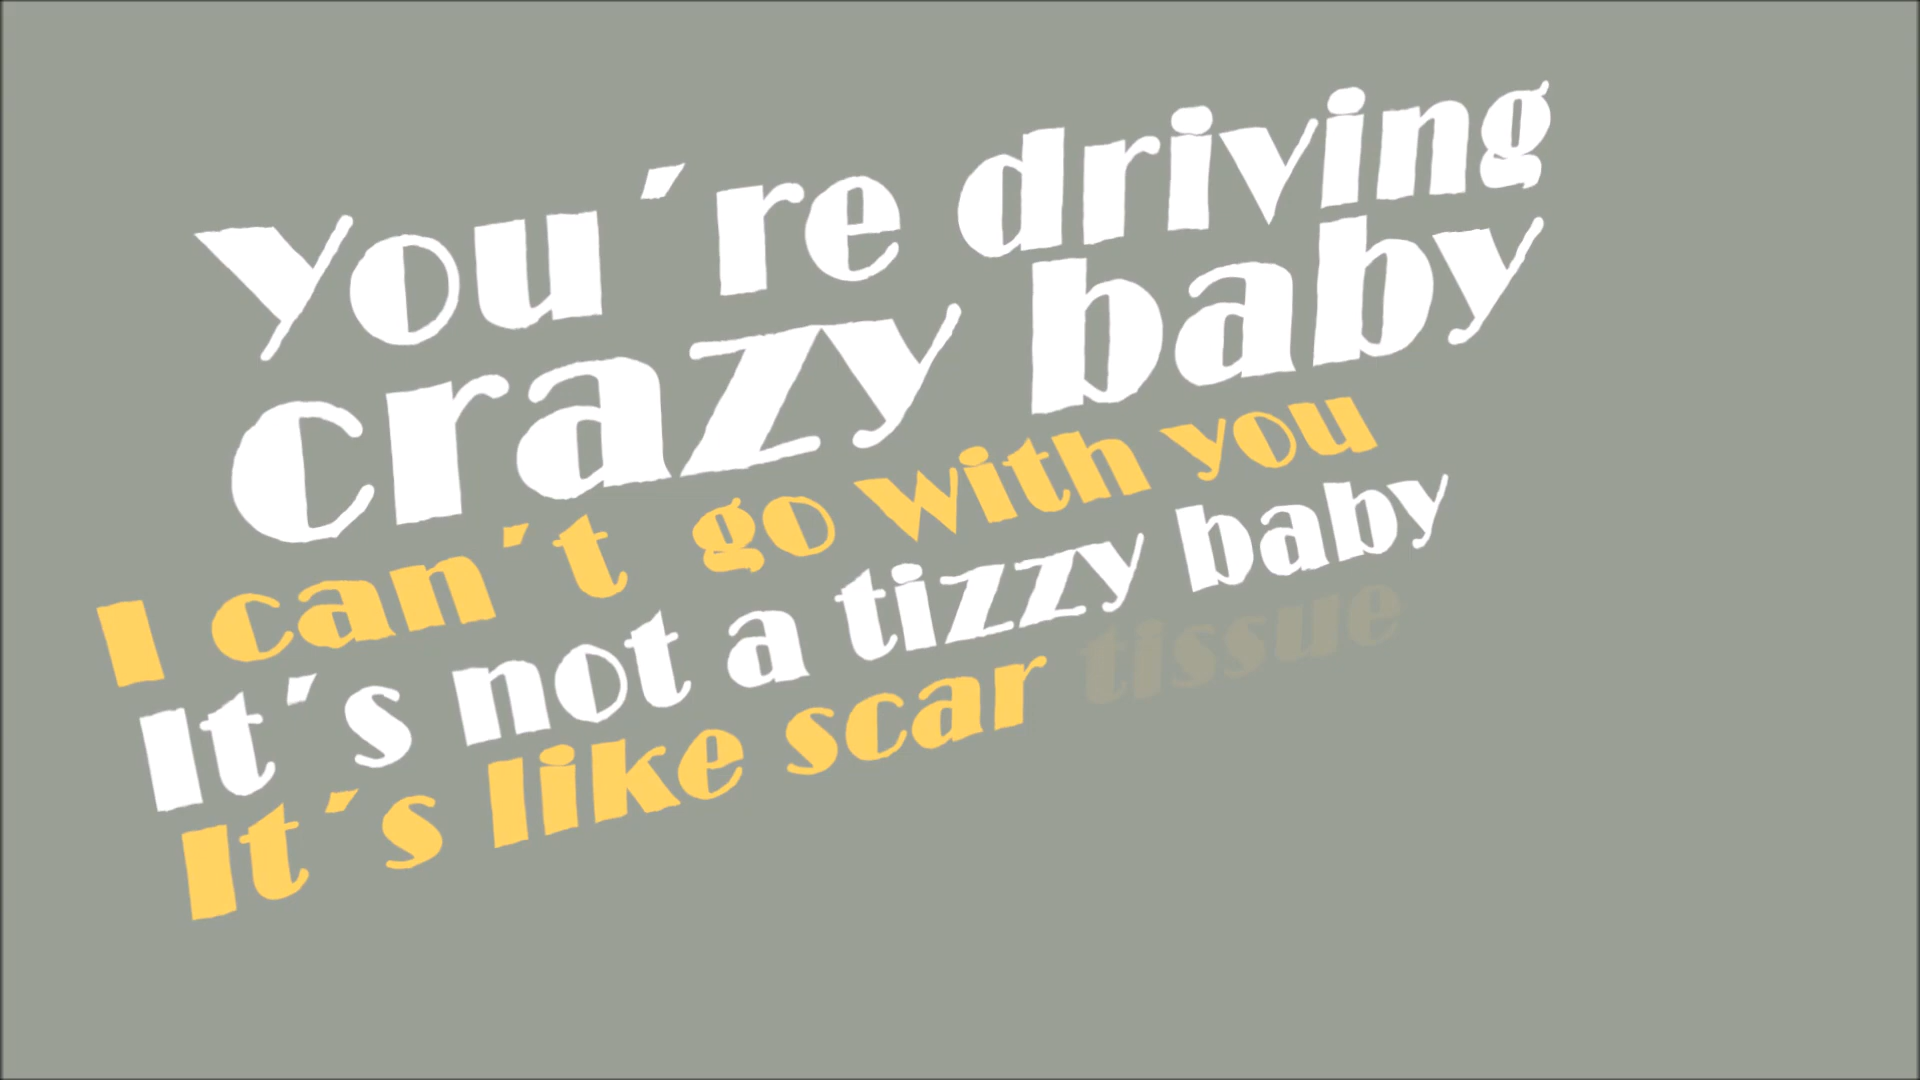 You´re driving
crazy baby
I can´t go with you
It´s not a tizzy baby
It´s like scar tissue